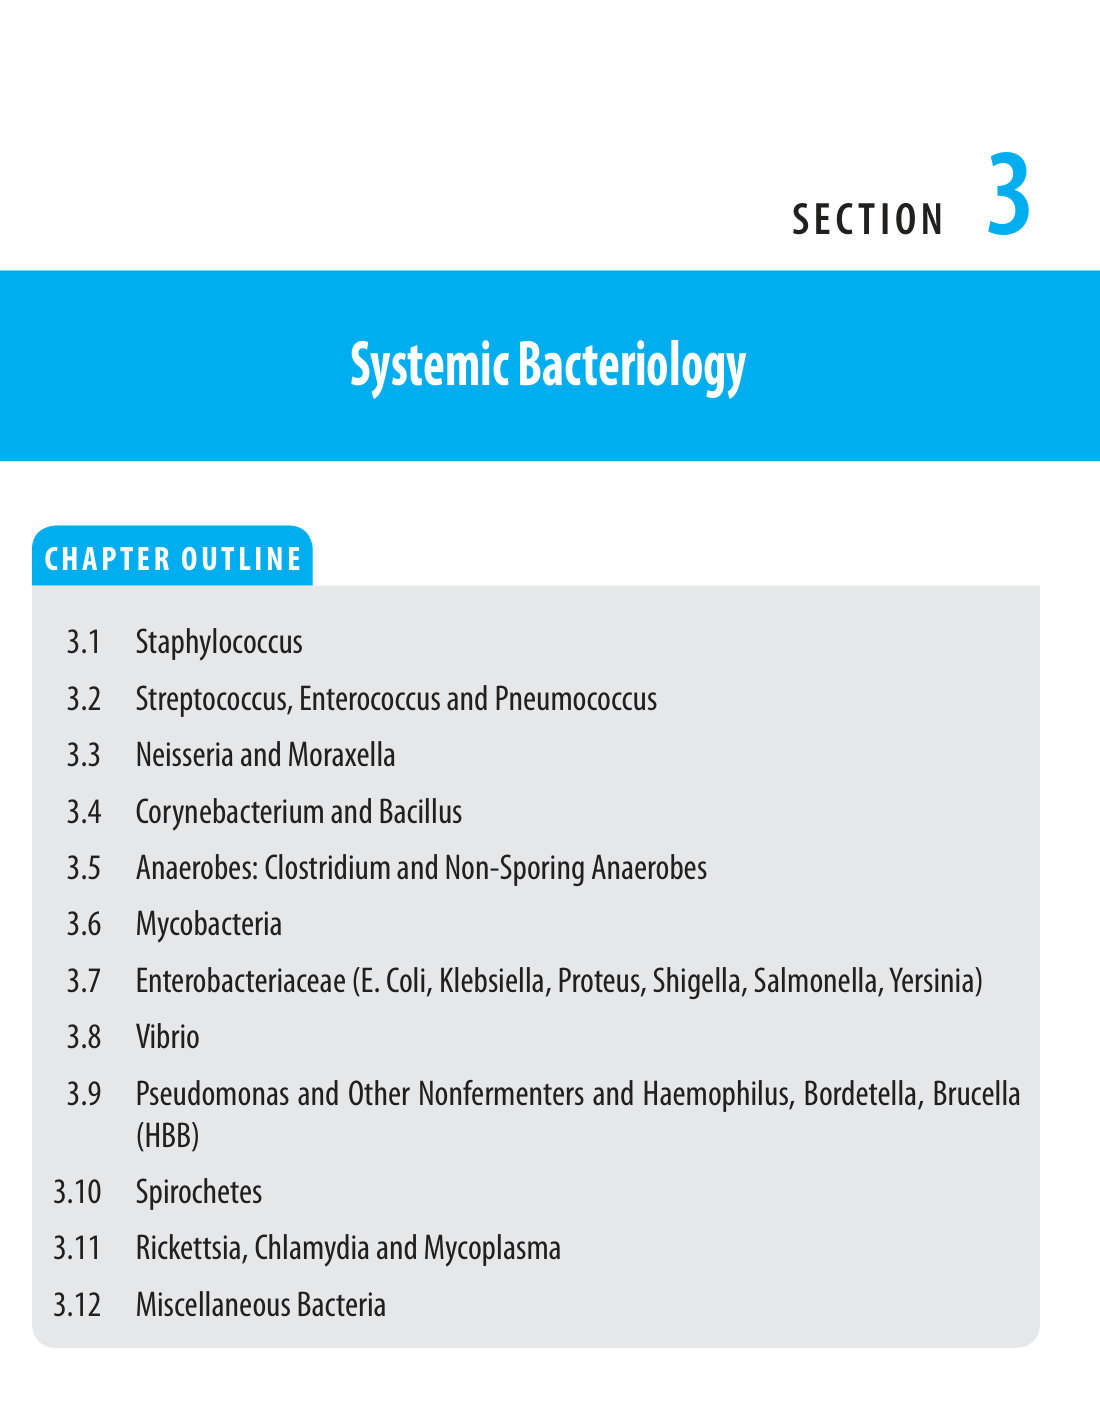 SECTION 3
Systemic Bacteriology
CHAPTER OUTLINE
3.1 Staphylococcus
3.2 Streptococcus, Enterococcus and Pneumococcus
3.3 Neisseria and Moraxella
3.4 Corynebacterium and Bacillus
3.5 Anaerobes: Clostridium and Non-Sporing Anaerobes
3.6 Mycobacteria
3.7 Enterobacteriaceae (E. Coli, Klebsiella, Proteus, Shigella, Salmonella, Yersinia)
3.8 Vibrio
3.9 Pseudomonas and Other Nonfermenters and Haemophilus, Bordetella, Brucella
(HBB)
3.10 Spirochetes
3.11 Rickettsia, Chlamydia and Mycoplasma
3.12 Miscellaneous Bacteria